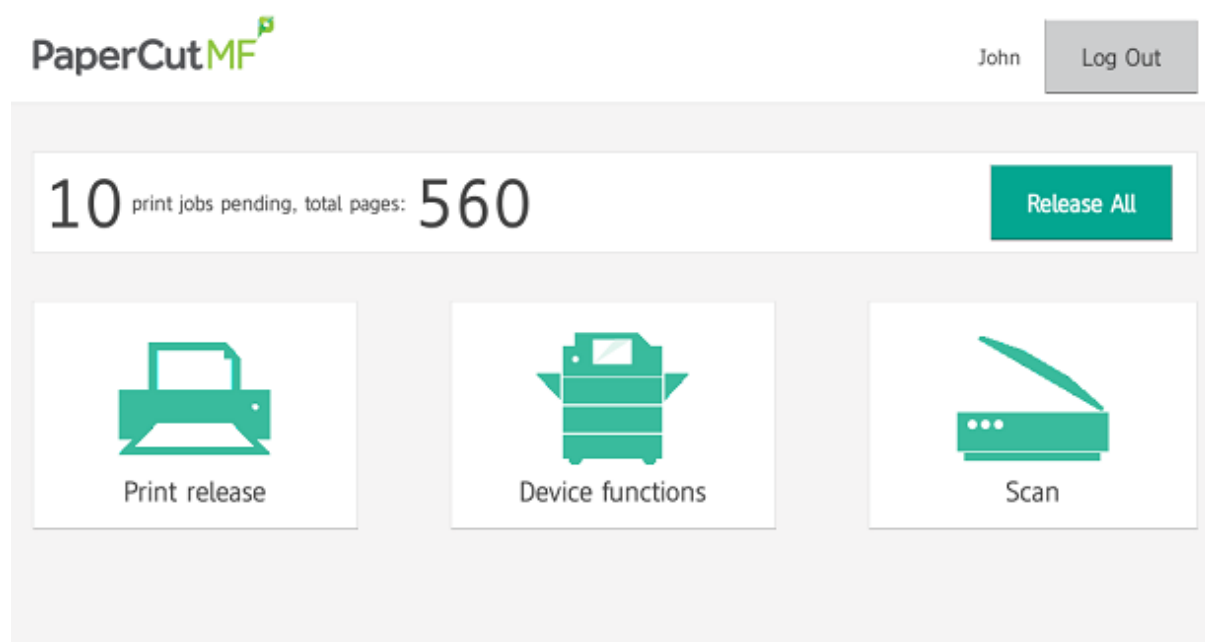 PaperCutMF
John
Log Out
10 print jobs pending, total pages: 560
Release All
Print release
Device functions
Scan